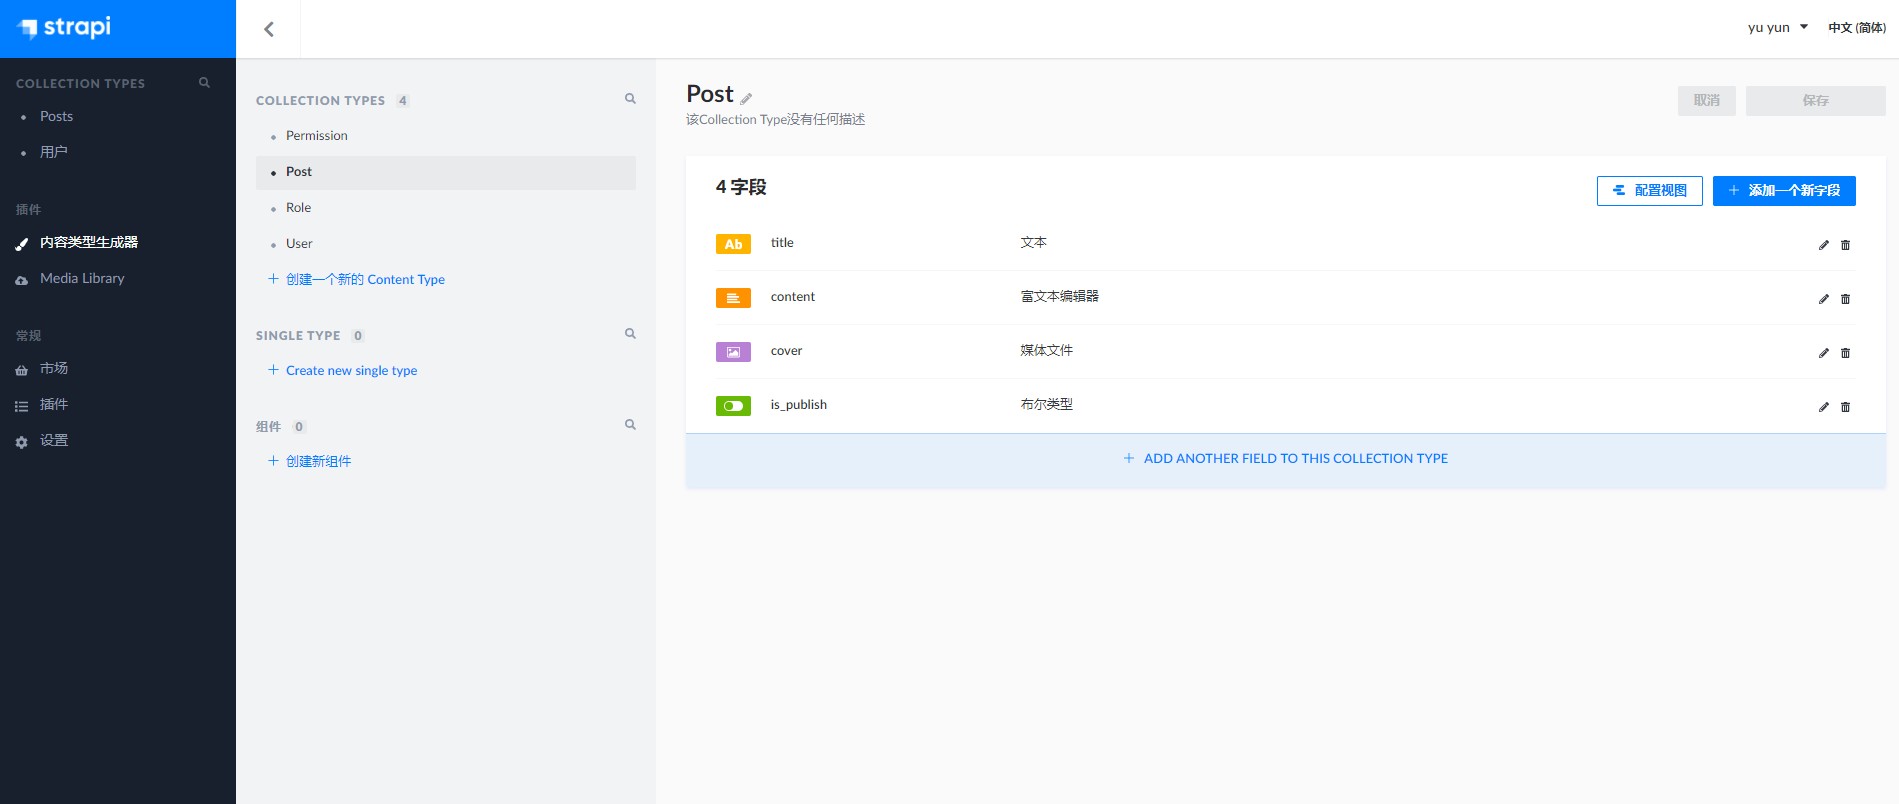 strapi
yu yun
中文 (简体)
COLLECTION TYPES
Posts
用户
插件
内容类型生成器
Media Library
常规
市场
插件
设置
COLLECTION TYPES 4
Permission
Post
Role
User
创建一个新的 Content Type
SINGLE TYPE 0
Create new single type
组件 0
创建新组件
Post
该Collection Type没有任何描述
取消
保存
4 字段
配置视图
添加一个新字段
Ab title 文本
content 富文本编辑器
cover 媒体文件
is_publish 布尔类型
ADD ANOTHER FIELD TO THIS COLLECTION TYPE